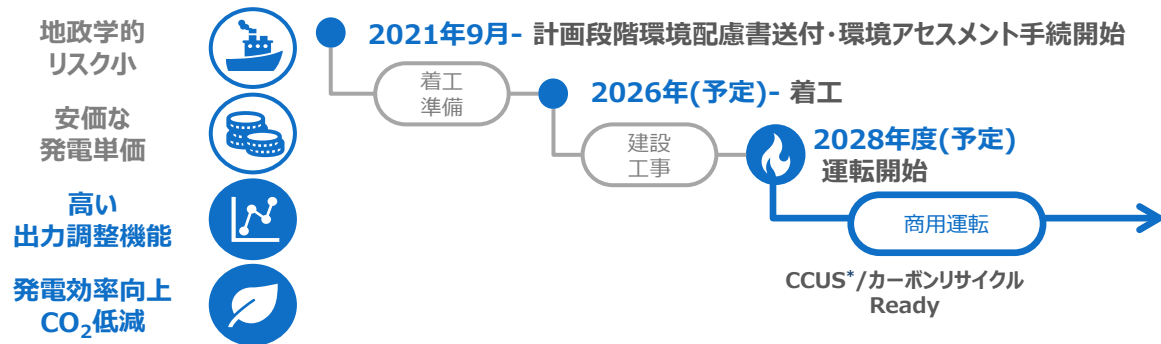 地政学的
リスク小
安価な
発電単価
高い
出力調整機能
発電効率向上
CO₂低減
2021年9月- 計画段階環境配慮書送付・環境アセスメント手続開始
着工
準備
2026年(予定)- 着工
建設
工事
2028年度(予定)
運転開始
商用運転
CCUS*/カーボンリサイクル
Ready